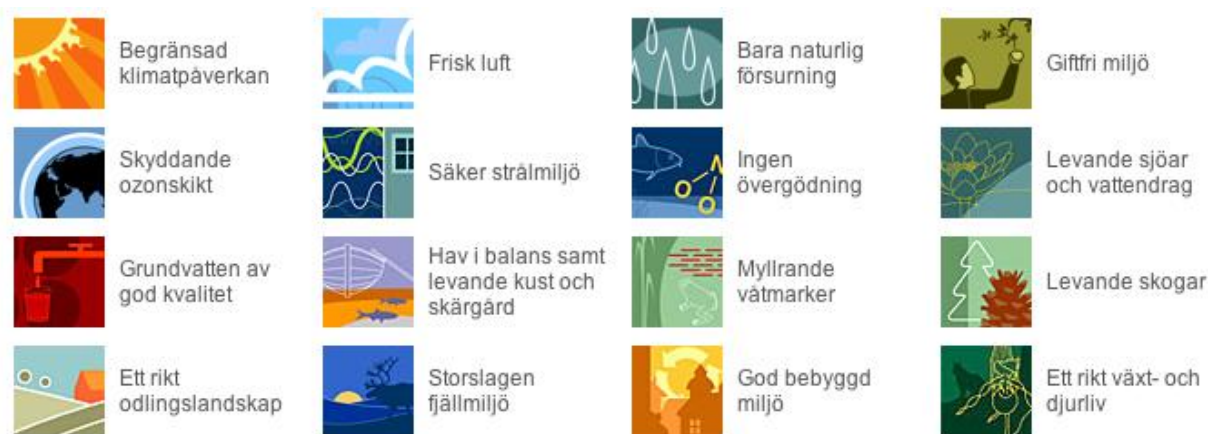 Begränsad
klimatpåverkan
Frisk luft
Bara naturlig
försurning
Giftfri miljö
Skyddande
ozonskikt
Säker strålmiljö
N
O
O
Ingen
övergödning
Levande sjöar
och vattendrag
Grundvatten av
god kvalitet
Hav i balans samt
levande kust och
skärgård
Myllrande
våtmarker
Levande skogar
Ett rikt
odlingslandskap
Storslagen
fjällmiljö
God bebyggd
miljö
Ett rikt växt- och
djurliv